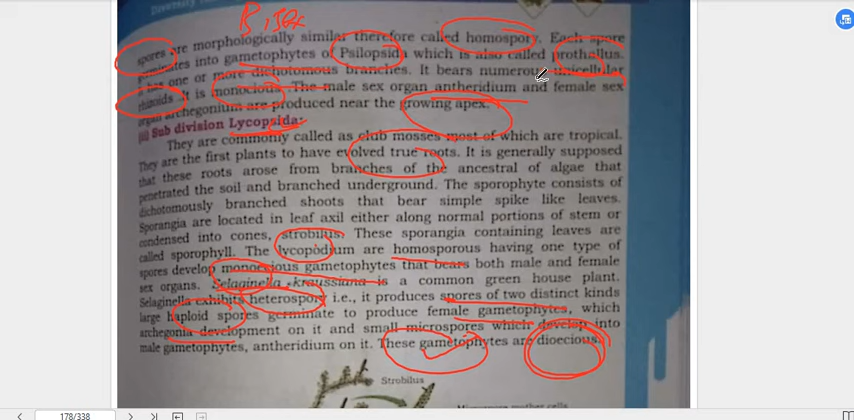 Diversity
Bisex
spores are morphologically similar therefore called homospory. Each spore
germinates into gametophytes of Psilopsida which is also called prothallus.
It has one or more dichotomous branches. It bears numerous unicellular
rhizoids. It is monocious. The male sex organ antheridium and female sex
organ archegonium are produced near the growing apex.
(ii) Sub division Lycopsida:
They are commonly called as club mosses most of which are tropical.
They are the first plants to have evolved true roots. It is generally supposed
that these roots arose from branches of the ancestral of algae that
penetrated the soil and branched underground. The sporophyte consists of
dichotomously branched shoots that bear simple spike like leaves.
Sporangia are located in leaf axil either along normal portions of stem or
condensed into cones, strobilus. These sporangia containing leaves are
called sporophyll. The lycopodium are homosporous having one type of
spores develop monoecious gametophytes that bears both male and female
sex organs. Selaginella kraussiana is a common green house plant.
Selaginella exhibits heterospory i.e., it produces spores of two distinct kinds
large haploid spores germinate to produce female gametophytes, which
archegonia development on it and small microspores which develop into
male gametophytes, antheridium on it. These gametophytes are dioecious.
Strobilus
178/338